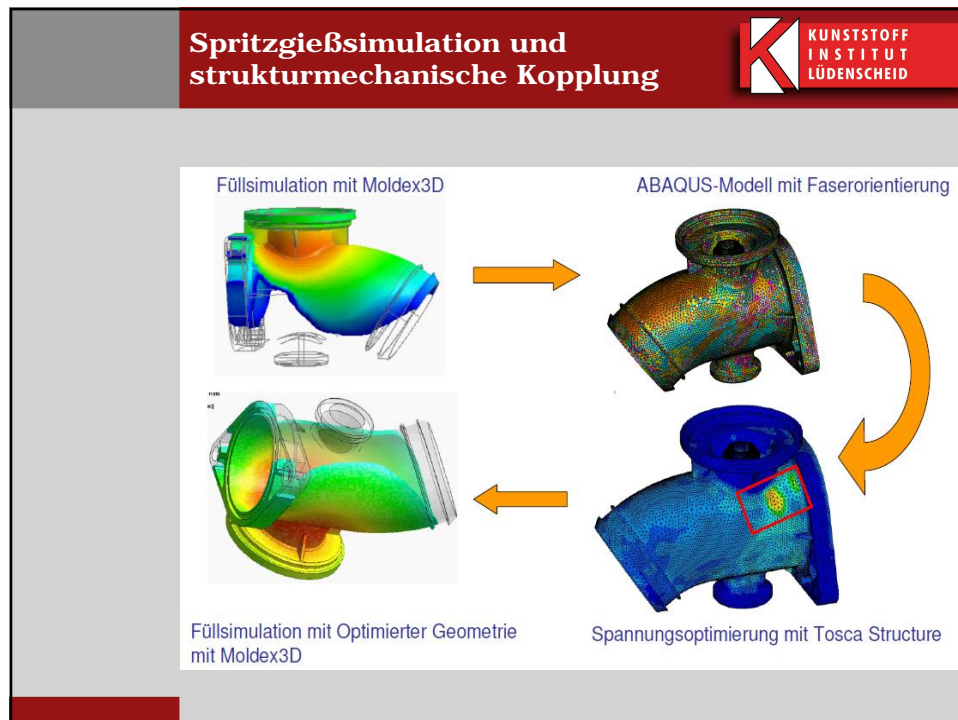 Spritzgießsimulation und
strukturmechanische Kopplung
KUNSTSTOFF
INSTITUT
LÜDENSCHEID
Füllsimulation mit Moldex3D
ABAQUS-Modell mit Faserorientierung
Füllsimulation mit Optimierter Geometrie
mit Moldex3D
Spannungsoptimierung mit Tosca Structure